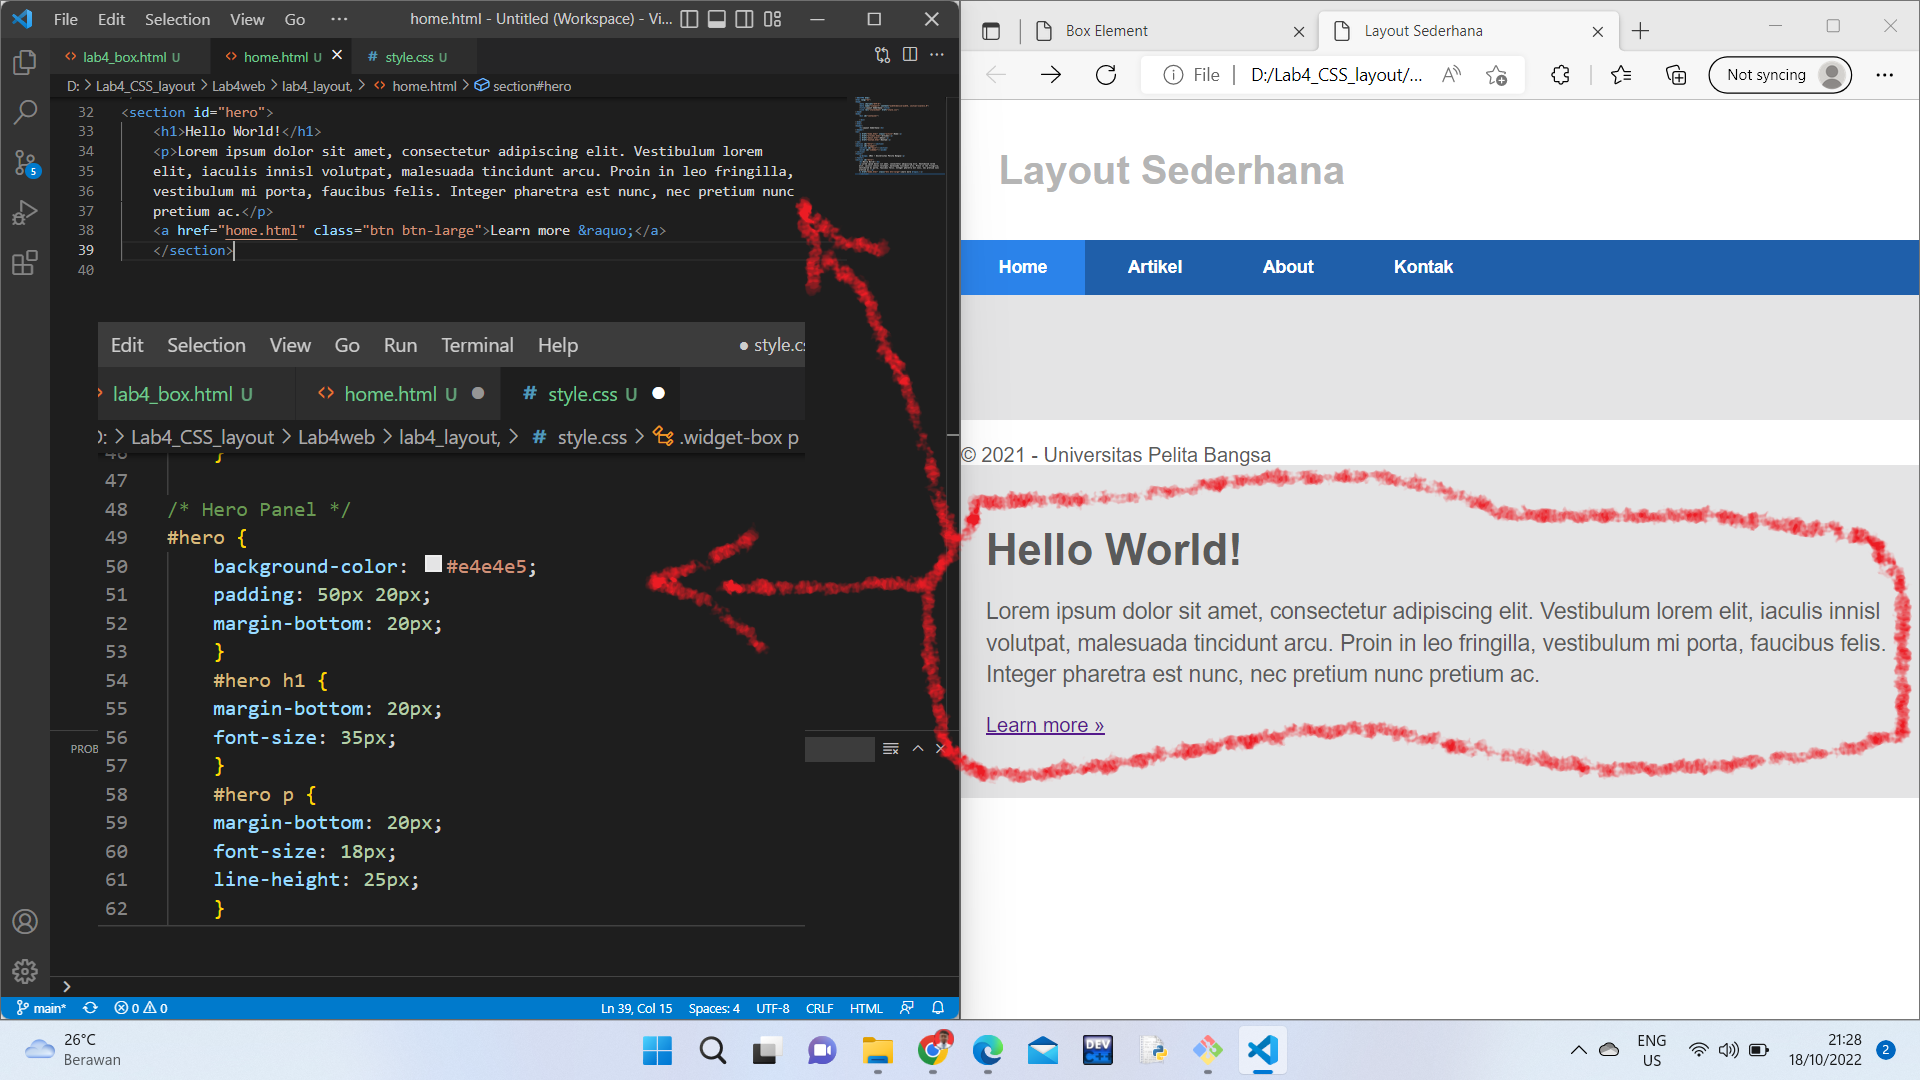 File Edit Selection View Go ··· home.html - Untitled (Workspace) - Vi...
lab4_box.html U home.html U style.css U
D: > Lab4_CSS_layout > Lab4web > lab4_layout, > home.html > section#hero
32 <section id="hero">
33 <h1>Hello World!</h1>
34 <p>Lorem ipsum dolor sit amet, consectetur adipiscing elit. Vestibulum lorem
35 elit, iaculis innisl volutpat, malesuada tincidunt arcu. Proin in leo fringilla,
36 vestibulum mi porta, faucibus felis. Integer pharetra est nunc, nec pretium nunc
37 pretium ac.</p>
38 <a href="home.html" class="btn btn-large">Learn more &raquo;</a>
39 </section>
40
5
Edit Selection View Go Run Terminal Help ● style.cs
lab4_box.html U home.html U ● # style.css U ●
D: > Lab4_CSS_layout > Lab4web > lab4_layout, > # style.css > .widget-box p
46 }
47
48 /* Hero Panel */
49 #hero {
50 background-color: #e4e4e5;
51 padding: 50px 20px;
52 margin-bottom: 20px;
53 }
54 #hero h1 {
55 margin-bottom: 20px;
56 font-size: 35px;
57 }
58 #hero p {
59 margin-bottom: 20px;
60 font-size: 18px;
61 line-height: 25px;
62 }
PROB
main* 0 0 Ln 39, Col 15 Spaces: 4 UTF-8 CRLF HTML
Box Element Layout Sederhana
File | D:/Lab4_CSS_layout/... Not syncing
Layout Sederhana
Home Artikel About Kontak
© 2021 - Universitas Pelita Bangsa
Hello World!
Lorem ipsum dolor sit amet, consectetur adipiscing elit. Vestibulum lorem elit, iaculis innisl
volutpat, malesuada tincidunt arcu. Proin in leo fringilla, vestibulum mi porta, faucibus felis.
Integer pharetra est nunc, nec pretium nunc pretium ac.
Learn more »
26°C
Berawan
DEV
C++
ENG
US
21:28
18/10/2022
2